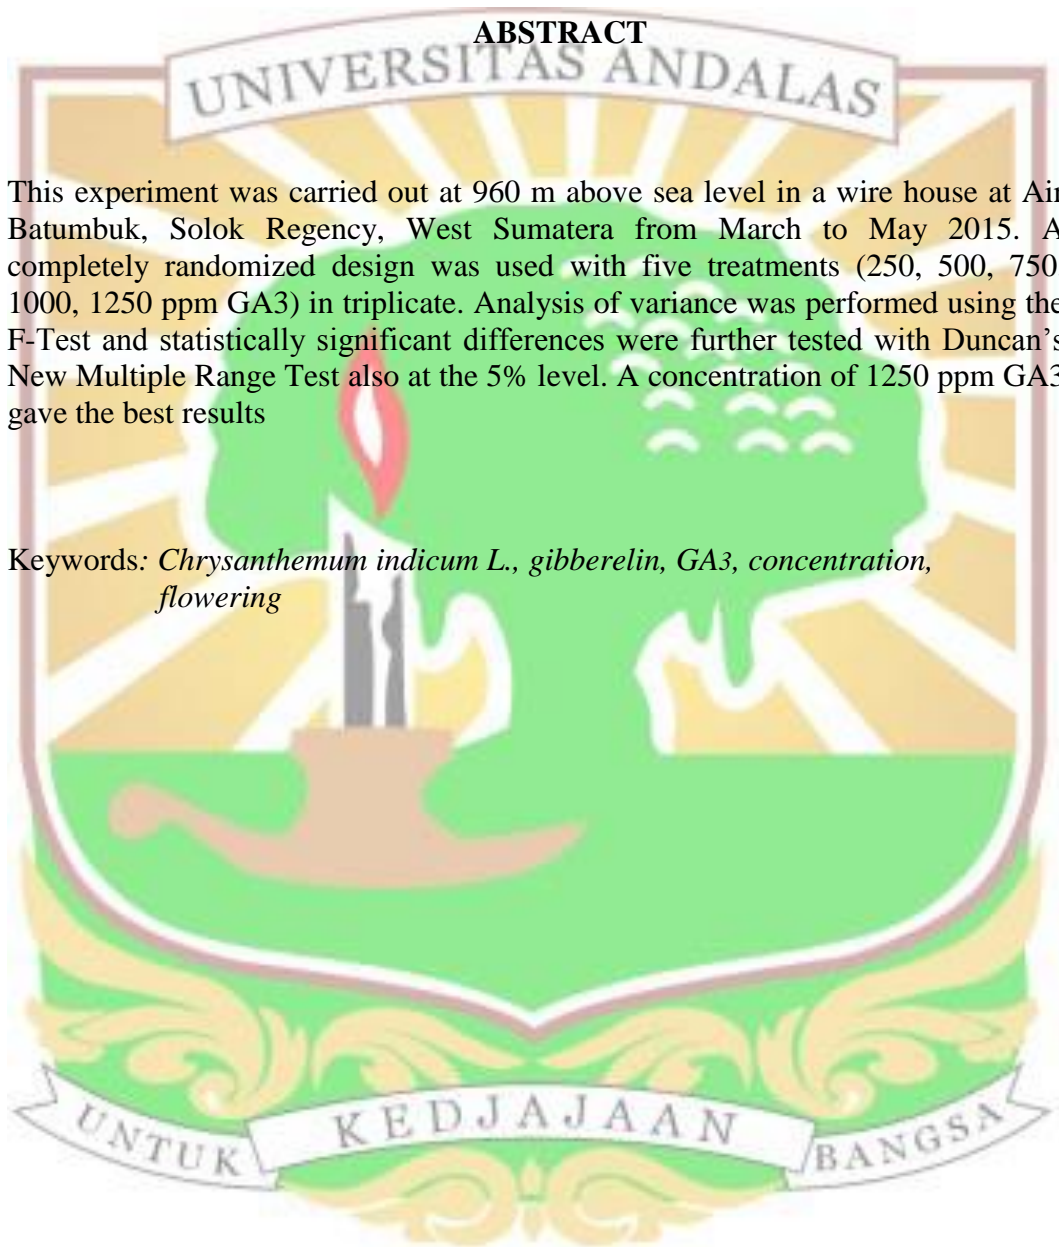 ABSTRACT
UNIVERSITAS ANDALAS
This experiment was carried out at 960 m above sea level in a wire house at Air
Batumbuk, Solok Regency, West Sumatera from March to May 2015. A
completely randomized design was used with five treatments (250, 500, 750
1000, 1250 ppm GA3) in triplicate. Analysis of variance was performed using the
F-Test and statistically significant differences were further tested with Duncan's
New Multiple Range Test also at the 5% level. A concentration of 1250 ppm GA3
gave the best results
Keywords: Chrysanthemum indicum L., gibberelin, GA3, concentration,
flowering
UNTUK KEDJAJAAN BANGSA